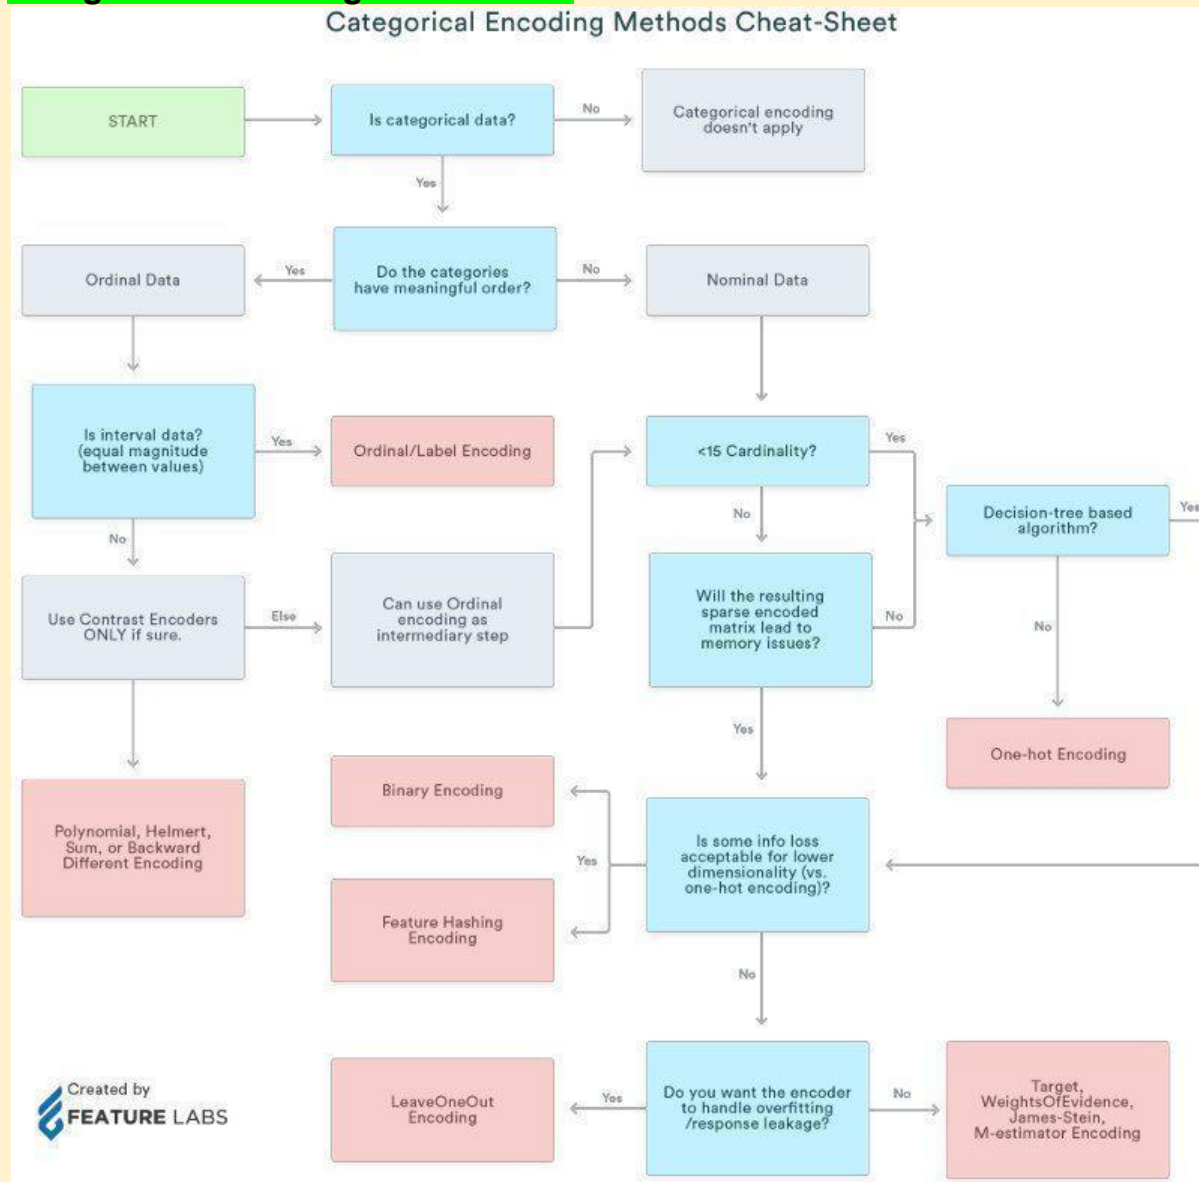 Categorical Encoding Methods Cheat-Sheet
START
Is categorical data?
No
Categorical encoding
doesn't apply
Yes
Ordinal Data
Yes
Do the categories
have meaningful order?
No
Nominal Data
Is interval data?
(equal magnitude
between values)
Yes
Ordinal/Label Encoding
<15 Cardinality?
Yes
No
Decision-tree based
algorithm?
Yes
No
Use Contrast Encoders
ONLY if sure.
Else
Can use Ordinal
encoding as
intermediary step
Will the resulting
sparse encoded
matrix lead to
memory issues?
No
No
Yes
One-hot Encoding
Polynomial, Helmert,
Sum, or Backward
Different Encoding
Binary Encoding
Yes
Feature Hashing
Encoding
Is some info loss
acceptable for lower
dimensionality (vs.
one-hot encoding)?
No
Created by
FEATURE LABS
LeaveOneOut
Encoding
Yes
Do you want the encoder
to handle overfitting
/response leakage?
No
Target,
WeightsOfEvidence,
James-Stein,
M-estimator Encoding